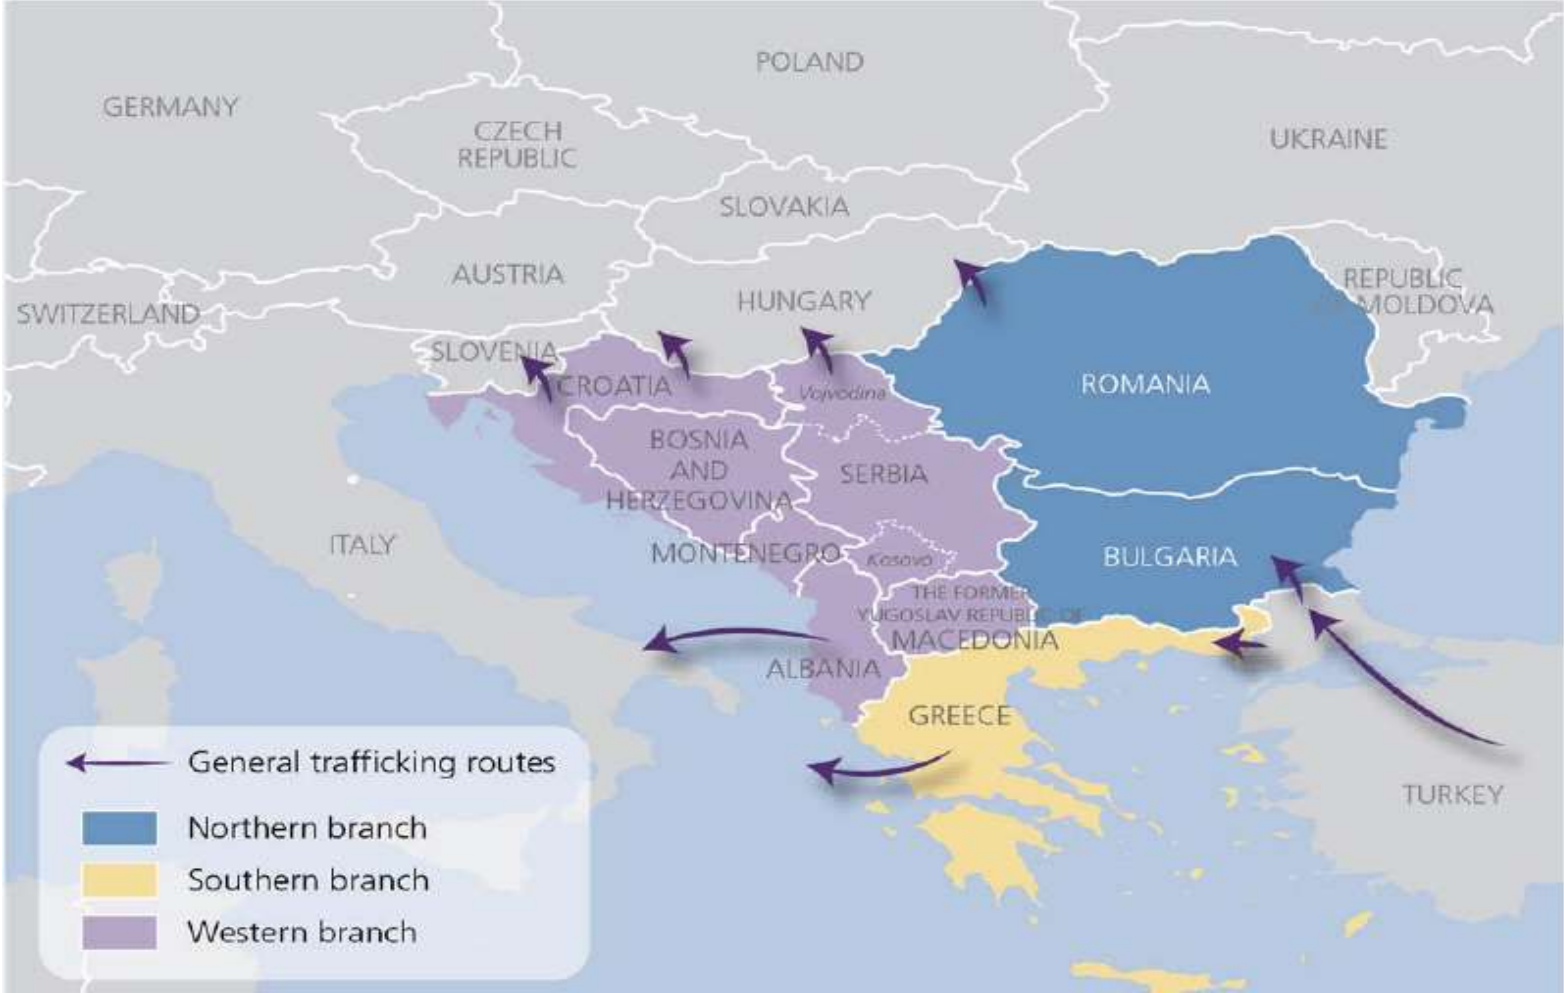 POLAND
GERMANY
CZECH
REPUBLIC
UKRAINE
SLOVAKIA
AUSTRIA
HUNGARY
REPUBLIC
MOLDOVA
SWITZERLAND
SLOVENIA
CROATIA
Vojvodina
ROMANIA
BOSNIA
AND
HERZEGOVINA
SERBIA
ITALY
MONTENEGRO
Kosovo
BULGARIA
THE FORMER
YUGOSLAV REPUBLIC OF
MACEDONIA
ALBANIA
GREECE
TURKEY
General trafficking routes
Northern branch
Southern branch
Western branch